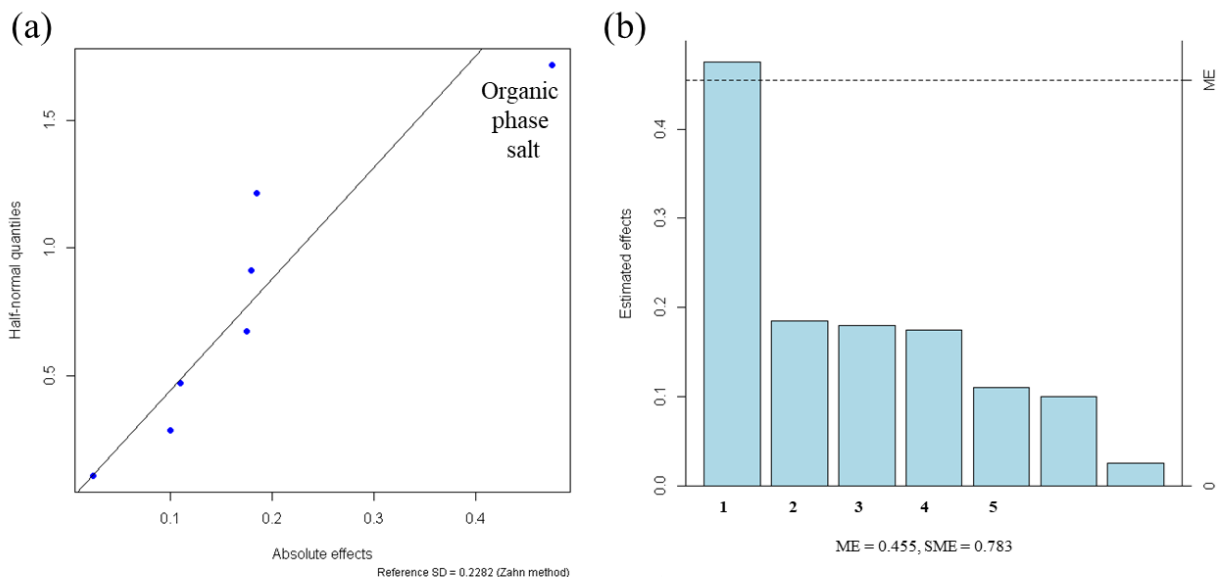 (a)
Organic
phase
salt
Half-normal quantiles
0.5
1.0
1.5
0.1
0.2
0.3
0.4
Absolute effects
Reference SD = 0.2282 (Zahn method)
(b)
ME
0
Estimated effects
0.0
0.1
0.2
0.3
0.4
1
2
3
4
5
ME = 0.455, SME = 0.783